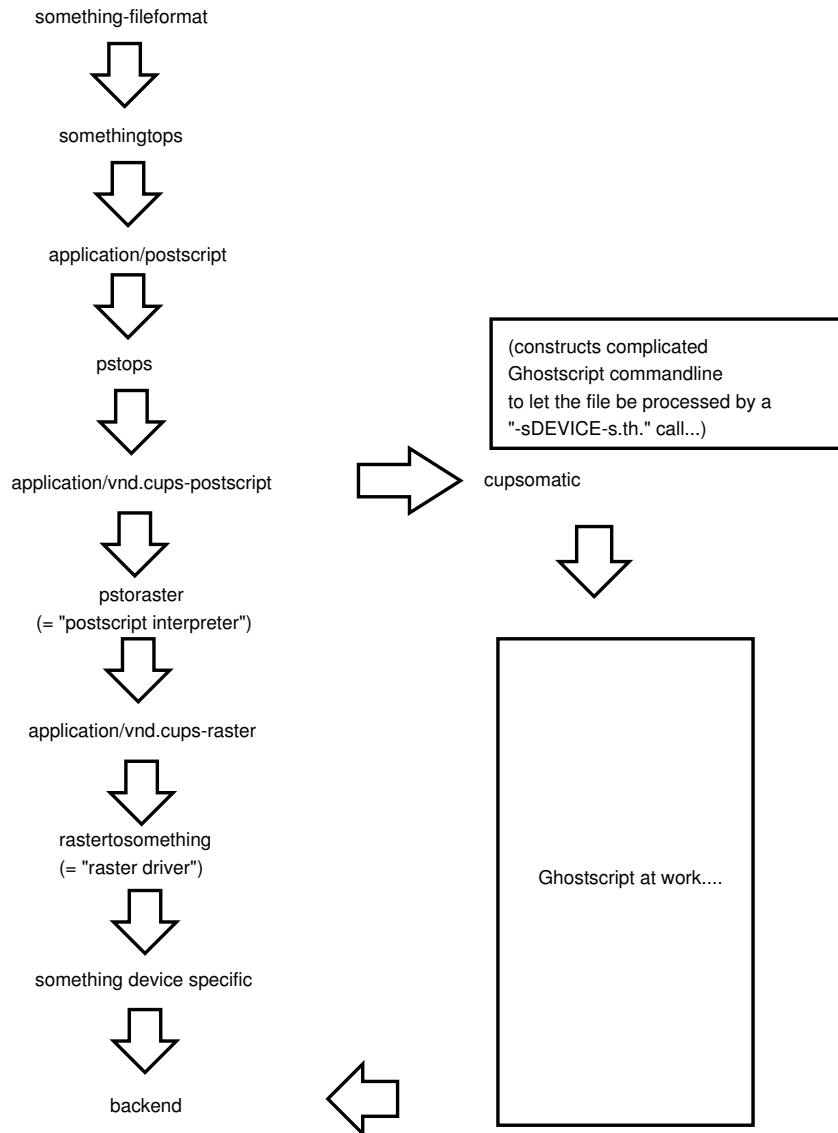 something-fileformat
somethingtops
application/postscript
pstops
application/vnd.cups-postscript
pstoraster
(= "postscript interpreter")
application/vnd.cups-raster
rastertosomething
(= "raster driver")
something device specific
backend
(constructs complicated
Ghostscript commandline
to let the file be processed by a
"-sDEVICE-s.th." call...)
cupsomatic
Ghostscript at work....